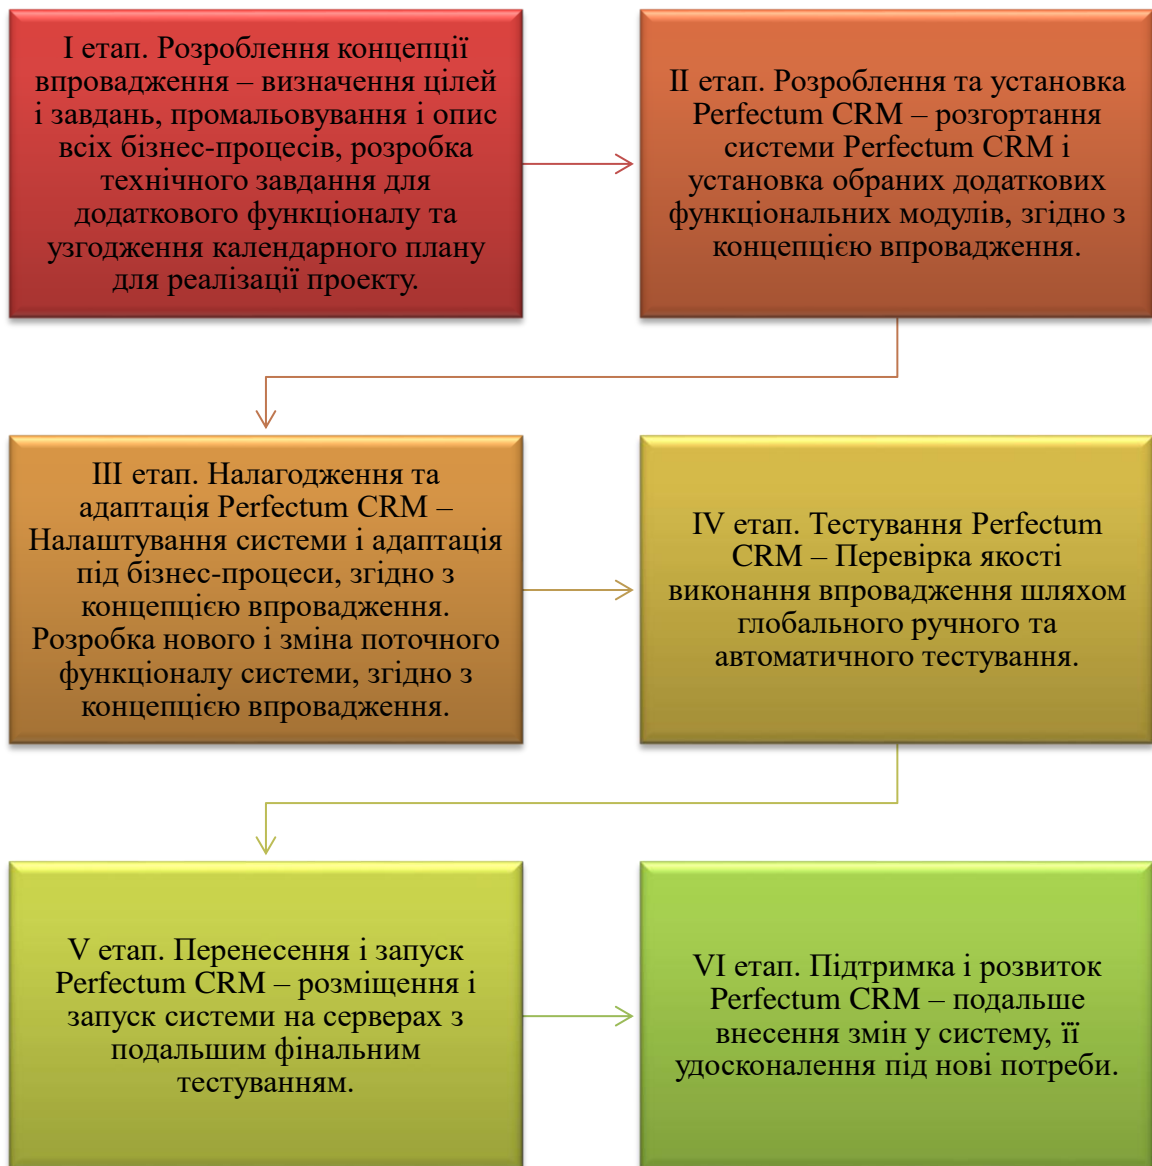 І етап. Розроблення концепції
впровадження – визначення цілей
і завдань, промальовування і опис
всіх бізнес-процесів, розробка
технічного завдання для
додаткового функціоналу та
узгодження календарного плану
для реалізації проекту.
ІІ етап. Розроблення та установка
Perfectum CRM – розгортання
системи Perfectum CRM і
установка обраних додаткових
функціональних модулів, згідно з
концепцією впровадження.
ІІІ етап. Налагодження та
адаптація Perfectum CRM –
Налаштування системи і адаптація
під бізнес-процеси, згідно з
концепцією впровадження.
Розробка нового і зміна поточного
функціоналу системи, згідно з
концепцією впровадження.
IV етап. Тестування Perfectum
CRM – Перевірка якості
виконання впровадження шляхом
глобального ручного та
автоматичного тестування.
V етап. Перенесення і запуск
Perfectum CRM – розміщення і
запуск системи на серверах з
подальшим фінальним
тестуванням.
VI етап. Підтримка і розвиток
Perfectum CRM – подальше
внесення змін у систему, її
удосконалення під нові потреби.